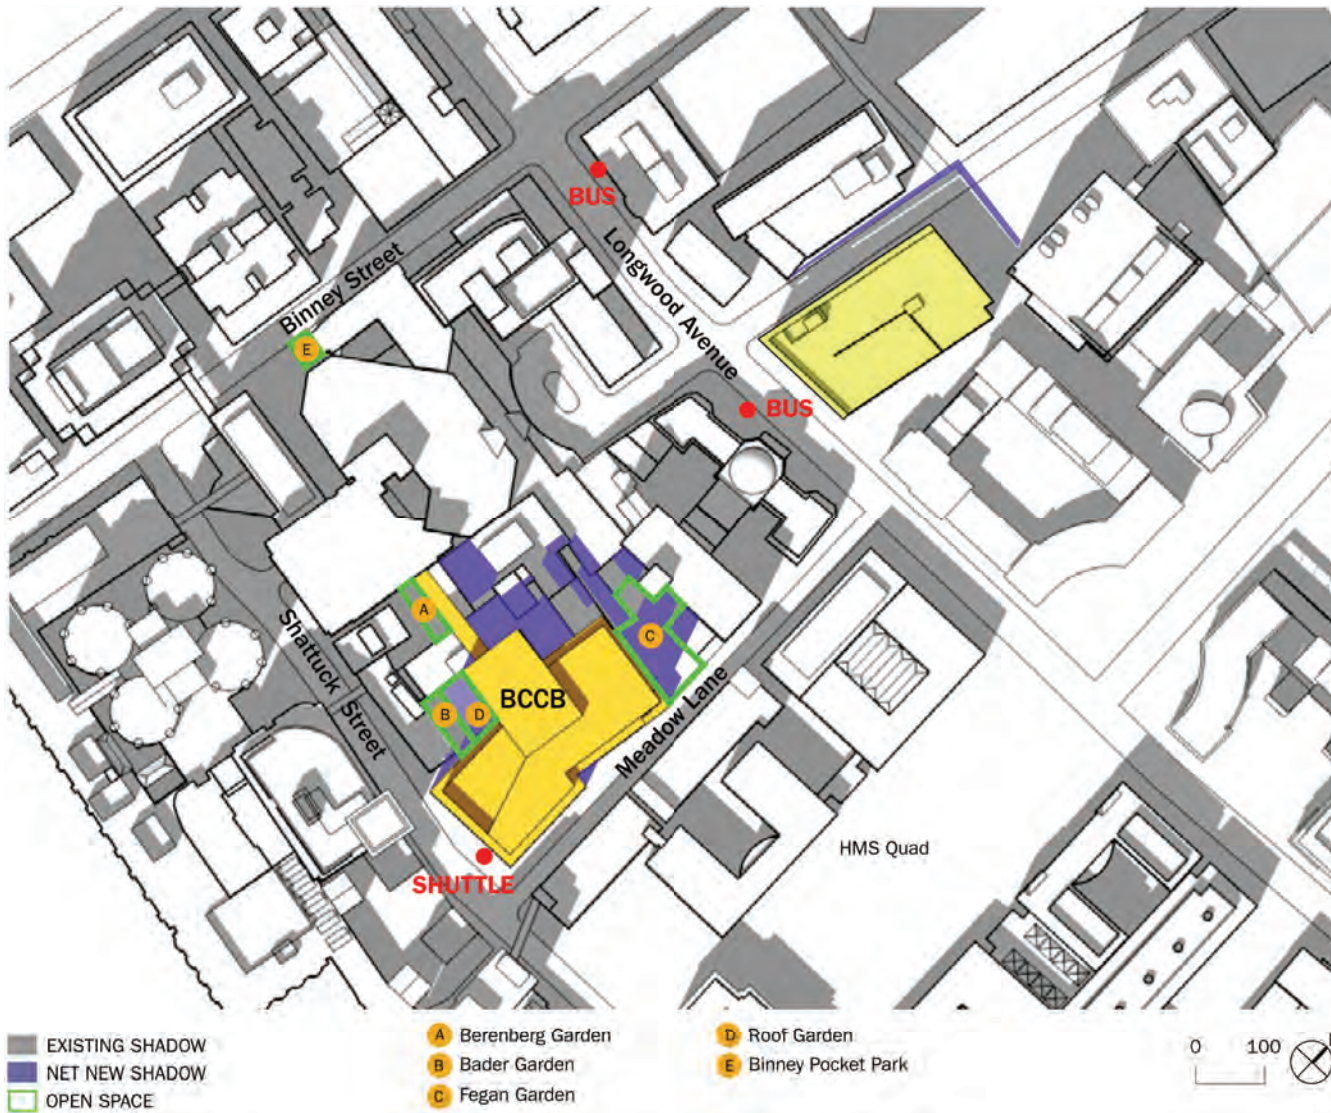 BUS
Longwood Avenue
Binney Street
E
BUS
A
C
Shattuck Street
BCCB
B
D
Meadow Lane
HMS Quad
SHUTTLE
EXISTING SHADOW
NET NEW SHADOW
OPEN SPACE
A Berenberg Garden
B Bader Garden
C Fegan Garden
D Roof Garden
E Binney Pocket Park
0 100